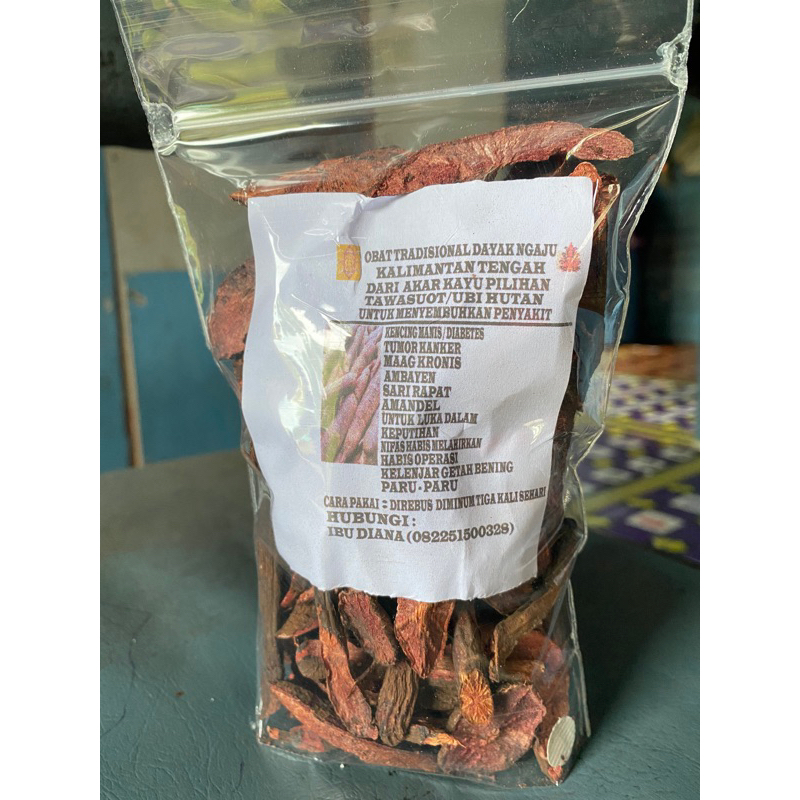 OBAT TRADISIONAL DAYAK NGAJU
KALIMANTAN TENGAH
DARI AKAR KAYU PILIHAN
TAWASUOT/UBI HUTAN
UNTUK MENYEMBUHKAN PENYAKIT
KENCING MANIS/DIABETES
TUMOR KANKER
MAAG KRONIS
AMBAYEN
SARI RAPAT
AMANDEL
UNTUK LUKA DALAM
KEPUTIHAN
NIFAS HABIS MELAHIRKAN
HABIS OPERASI
KELENJAR GETAH BENING
PARU-PARU
CARA PAKAI = DIREBUS DIMINUM TIGA KALI SEHARI
HUBUNGI :
IBU DIANA (082251500328)